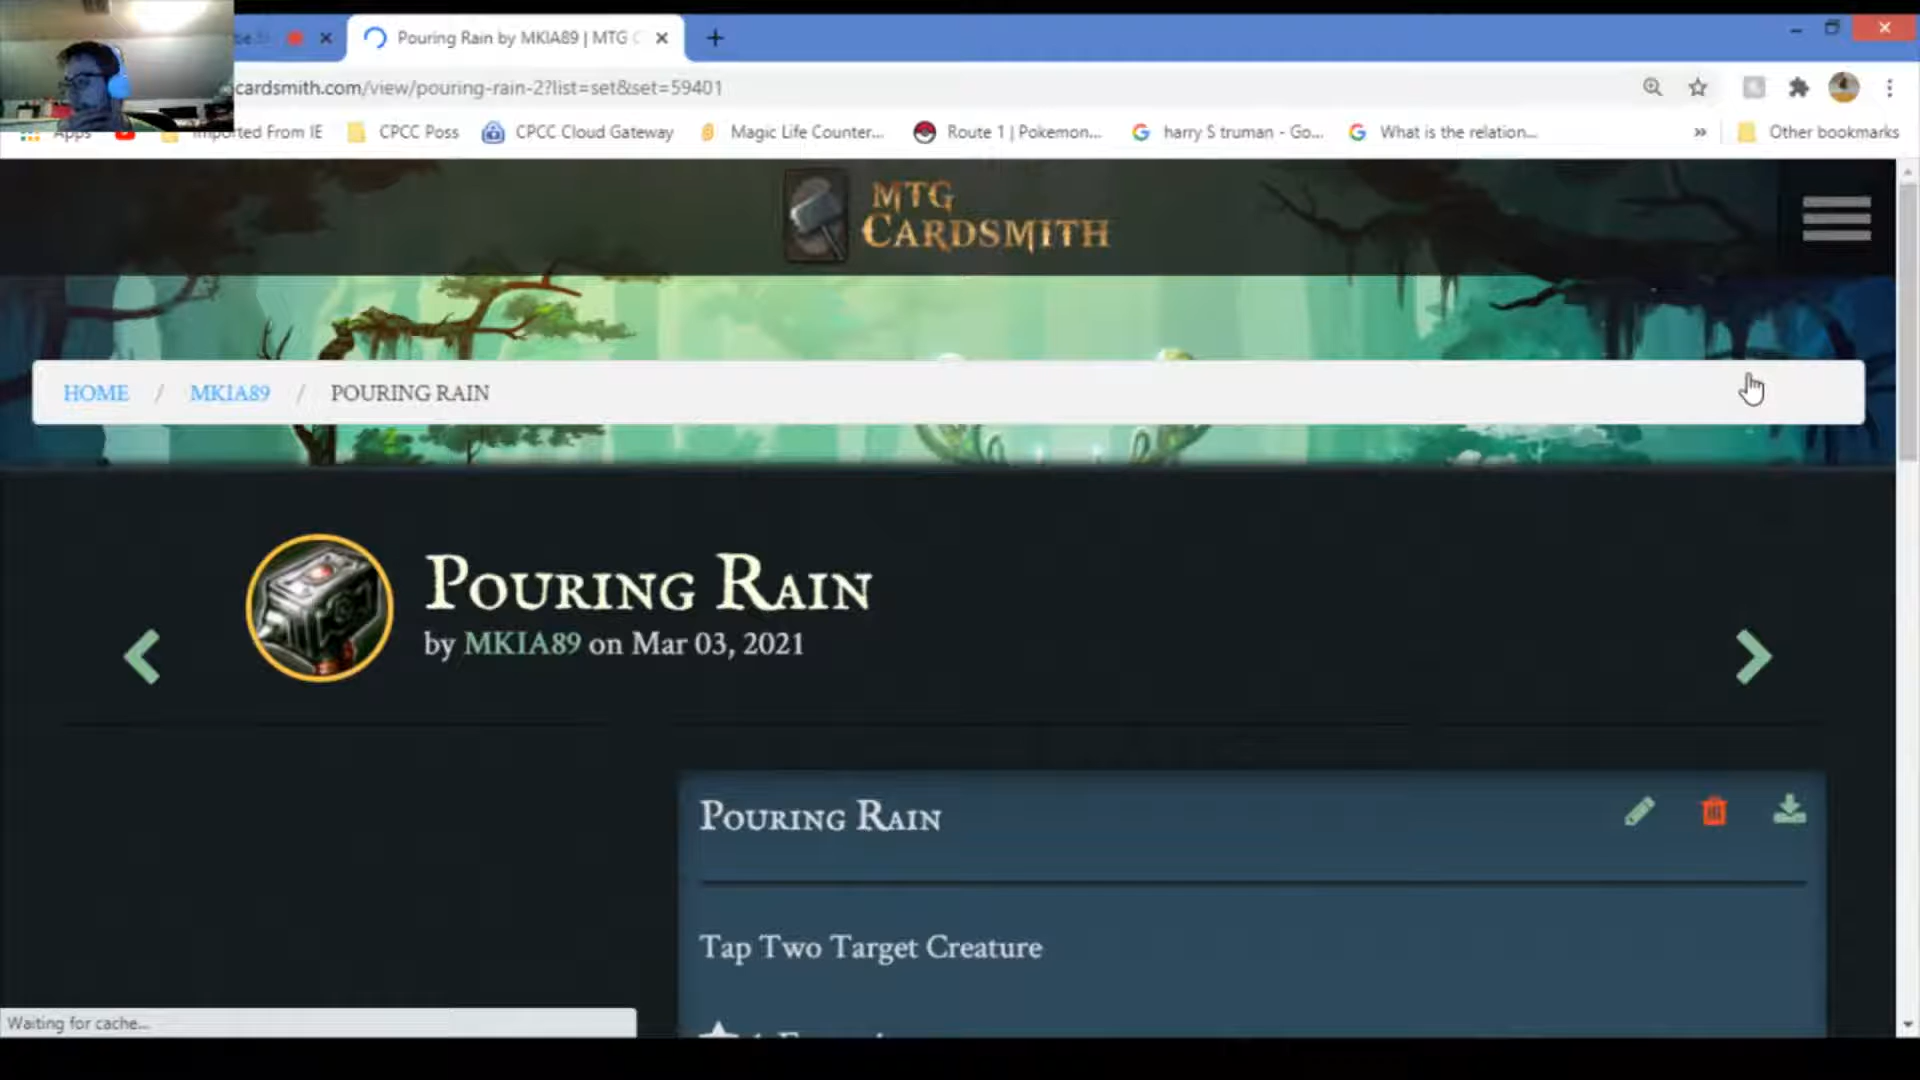 Pouring Rain by MKIA89 | MTG C
cardsmith.com/view/pouring-rain-2?list=set&set=59401
Apps Imported From IE CPCC Poss CPCC Cloud Gateway Magic Life Counter... Route 1 | Pokemon... harry S truman - Go... What is the relation... » Other bookmarks
MTG
CARDSMITH
HOME / MKIA89 / POURING RAIN
POURING RAIN
by MKIA89 on Mar 03, 2021
POURING RAIN
Tap Two Target Creature
Waiting for cache...